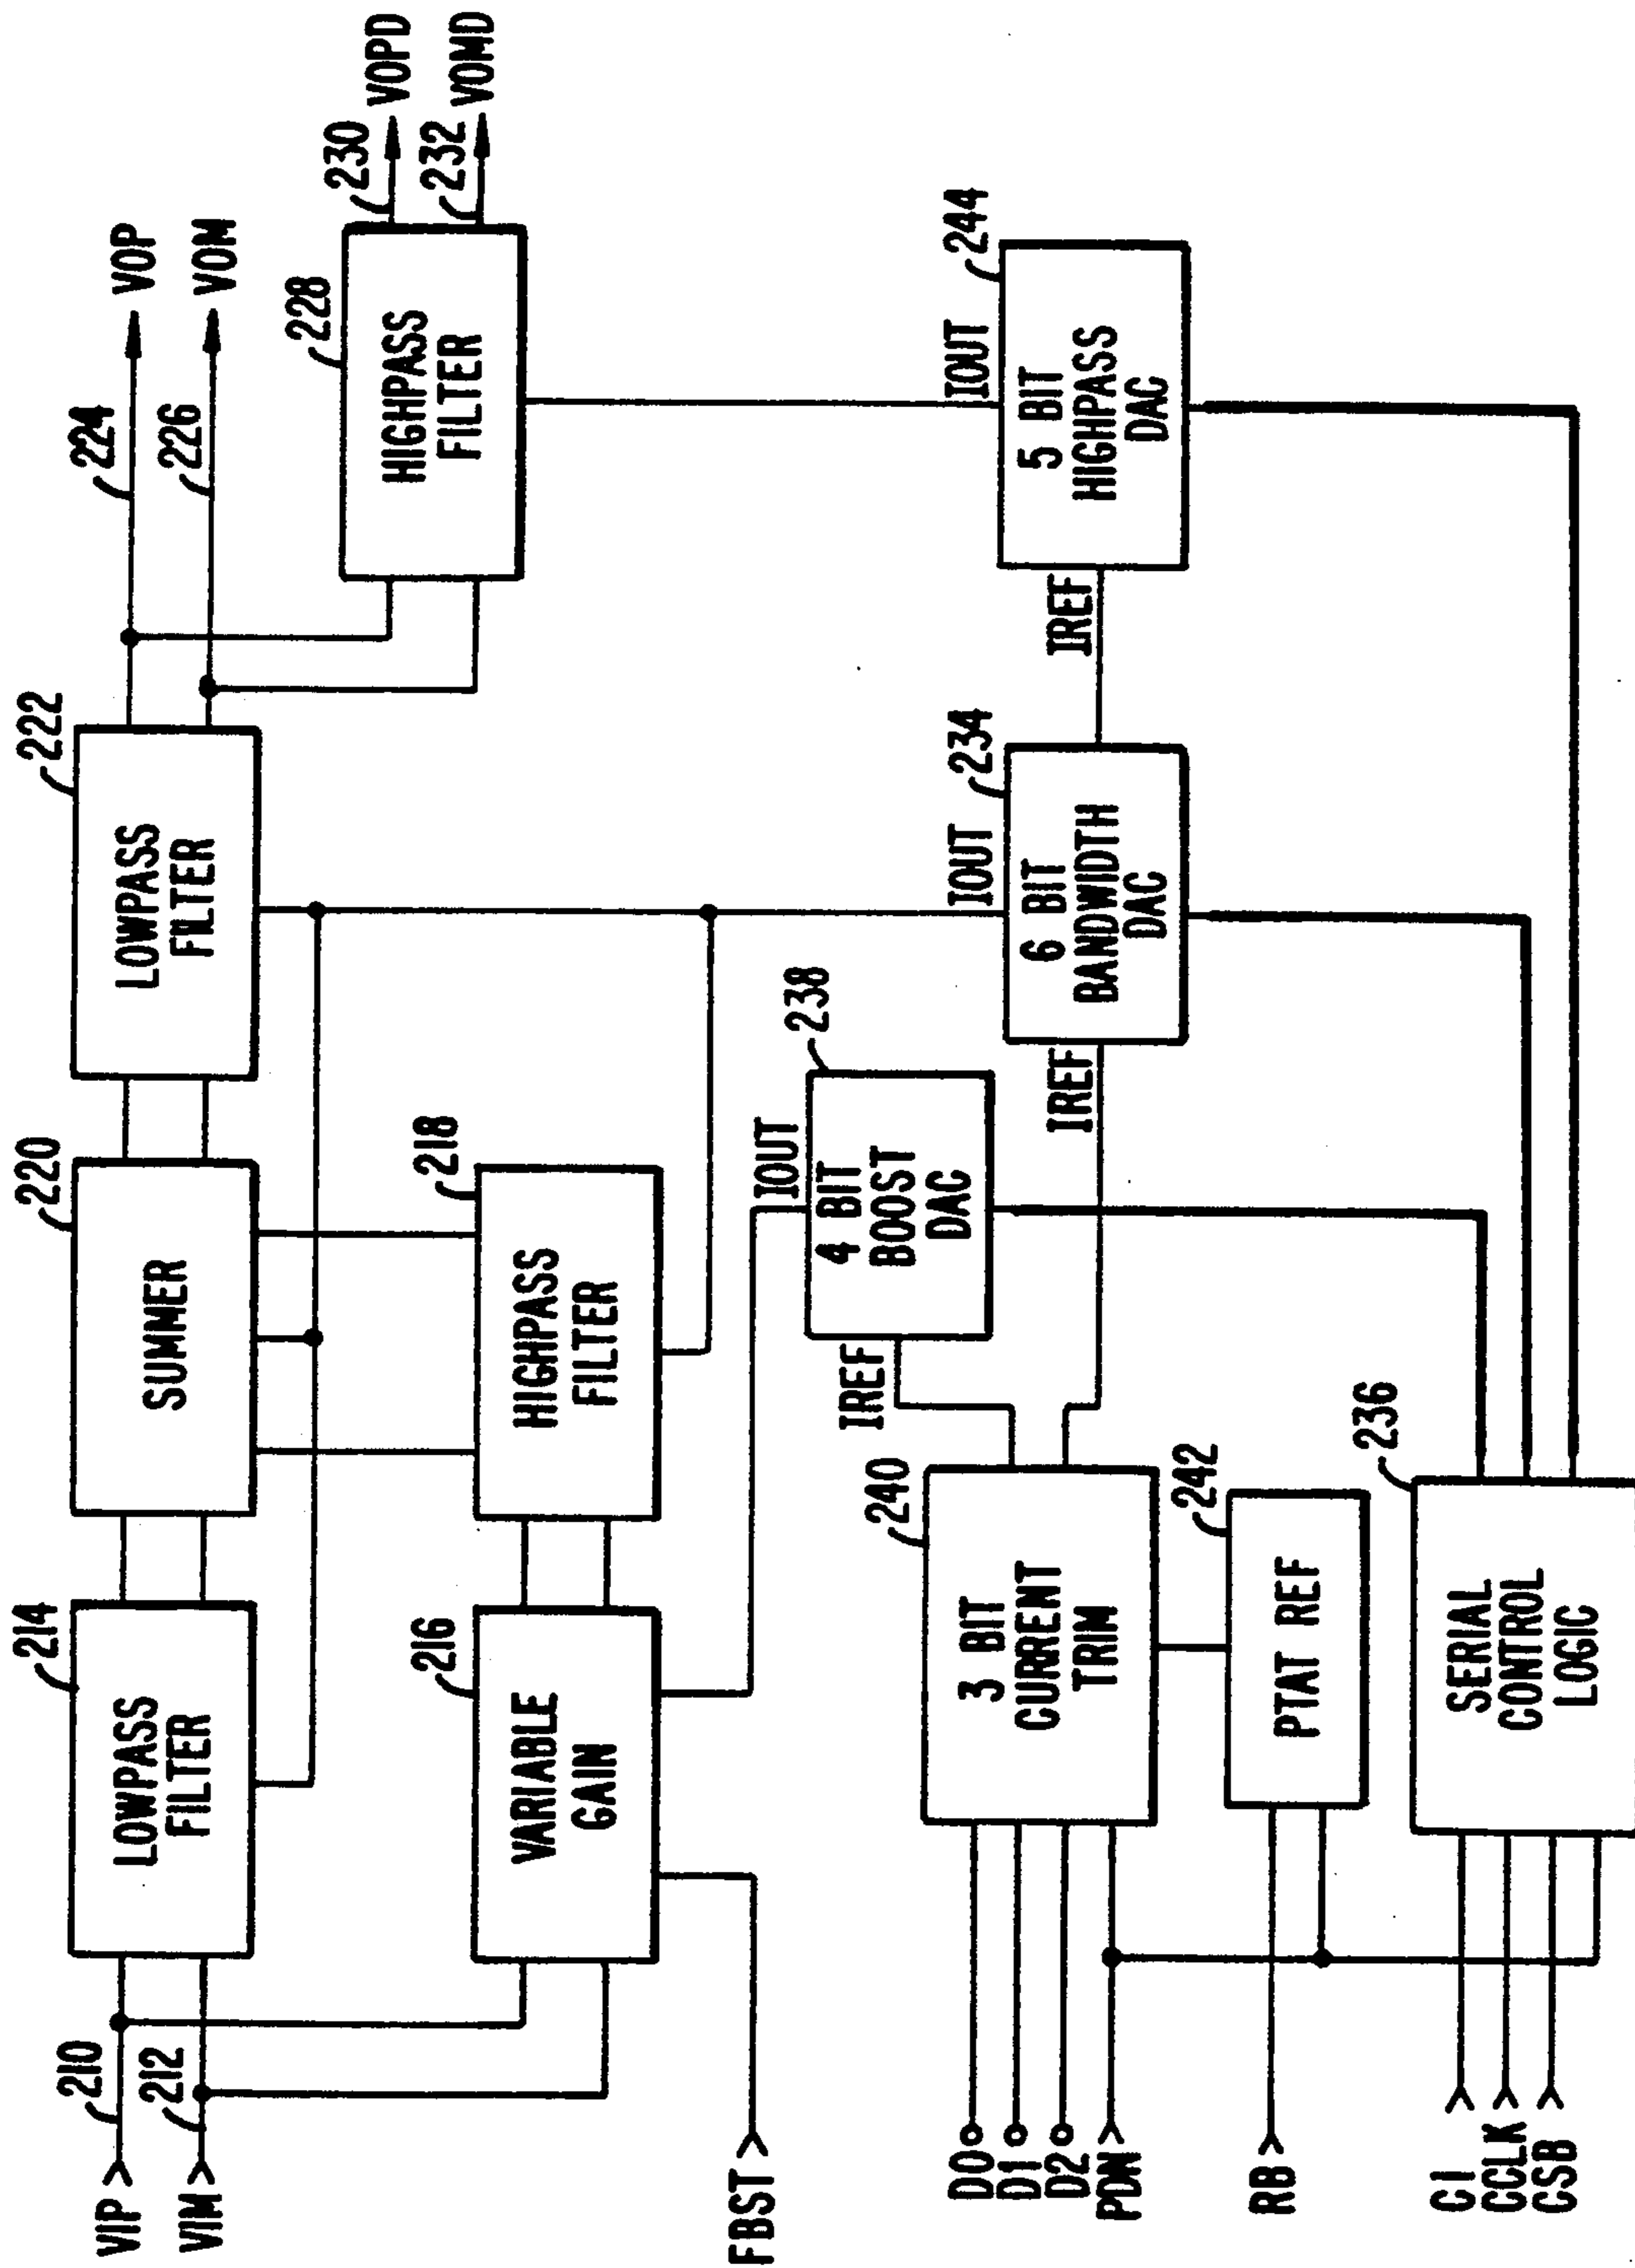 VIP
210
VIM
212
214
LOWPASS
FILTER
220
SUMMER
222
LOWPASS
FILTER
224
VOP
226
VOM
216
VARIABLE
GAIN
218
HIGHPASS
FILTER
228
HIGHPASS
FILTER
230
VOPD
232
VOMD
FBST
IOUT
238
4 BIT
BOOST
DAC
IREF
D0
D1
D2
PDN
240
3 BIT
CURRENT
TRIM
IREF
IOUT
234
6 BIT
BANDWIDTH
DAC
IREF
IOUT
244
5 BIT
HIGHPASS
DAC
RB
242
PTAT REF
CI
CCLK
CSB
236
SERIAL
CONTROL
LOGIC